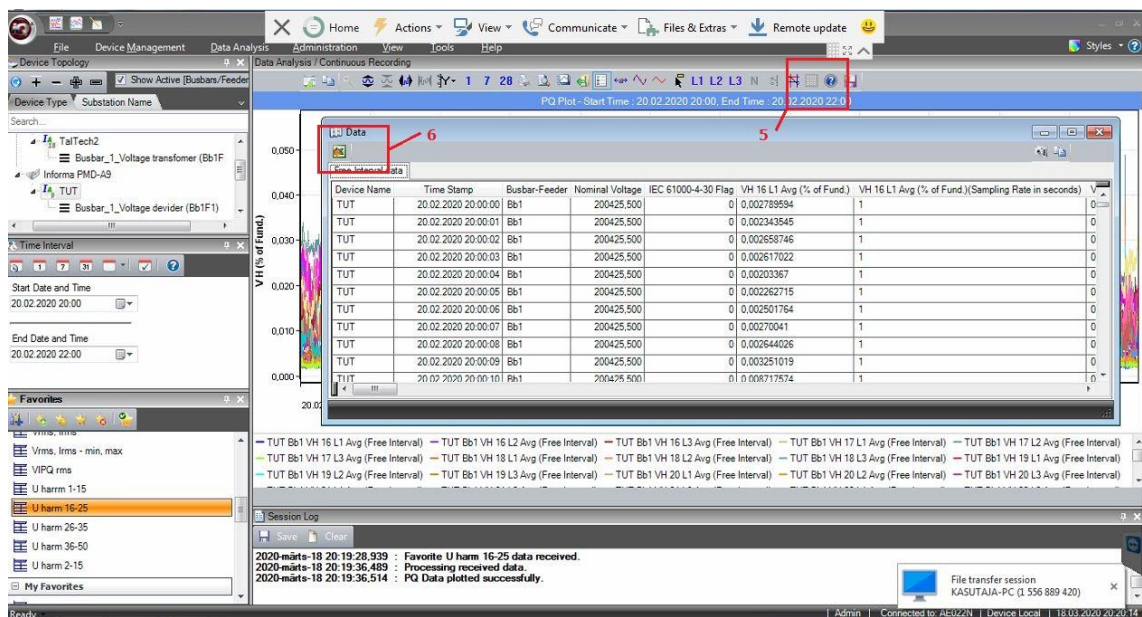 Home Actions View Communicate Files & Extras Remote update
File Device Management Data Analysis Administration View Tools Help
Styles
Device Topology
Data Analysis / Continuous Recording
Show Active [Busbars/Feeder
1 7 28 L1 L2 L3 N
Device Type Substation Name
PQ Plot - Start Time : 20.02.2020 20:00, End Time : 20.02.2020 22:00
Search...
TalTech2
Busbar_1_Voltage transfomer (Bb1F
Informa PMD-A9
TUT
Busbar_1_Voltage devider (Bb1F1)
Time Interval
1 7 31
Start Date and Time
20.02.2020 20:00
End Date and Time
20.02.2020 22:00
Favorites
Vrms, Irms
Vrms, Irms - min, max
VIPQ rms
U harrm 1-15
U harm 16-25
U harm 26-35
U harm 36-50
U harm 2-15
My Favorites
VH (% of Fund.)
0,050
0,040
0,030
0,020
0,010
0,000
Data
6
5
Free Interval Data
Device Name Time Stamp Busbar-Feeder Nominal Voltage IEC 61000-4-30 Flag VH 16 L1 Avg (% of Fund.) VH 16 L1 Avg (% of Fund.)(Sampling Rate in seconds) V
TUT 20.02.2020 20:00:00 Bb1 200425,500 0 0,002789594 1 0
TUT 20.02.2020 20:00:01 Bb1 200425,500 0 0,002343545 1 0
TUT 20.02.2020 20:00:02 Bb1 200425,500 0 0,002658746 1 0
TUT 20.02.2020 20:00:03 Bb1 200425,500 0 0,002617022 1 0
TUT 20.02.2020 20:00:04 Bb1 200425,500 0 0,00203367 1 0
TUT 20.02.2020 20:00:05 Bb1 200425,500 0 0,002262715 1 0
TUT 20.02.2020 20:00:06 Bb1 200425,500 0 0,002501764 1 0
TUT 20.02.2020 20:00:07 Bb1 200425,500 0 0,00270041 1 0
TUT 20.02.2020 20:00:08 Bb1 200425,500 0 0,002644026 1 0
TUT 20.02.2020 20:00:09 Bb1 200425,500 0 0,003251019 1 0
TUT 20.02.2020 20:00:10 Bb1 200425,500 0 0,008717574 1 0
20.02
TUT Bb1 VH 16 L1 Avg (Free Interval) TUT Bb1 VH 16 L2 Avg (Free Interval) TUT Bb1 VH 16 L3 Avg (Free Interval) TUT Bb1 VH 17 L1 Avg (Free Interval) TUT Bb1 VH 17 L2 Avg (Free Interval)
TUT Bb1 VH 17 L3 Avg (Free Interval) TUT Bb1 VH 18 L1 Avg (Free Interval) TUT Bb1 VH 18 L2 Avg (Free Interval) TUT Bb1 VH 18 L3 Avg (Free Interval) TUT Bb1 VH 19 L1 Avg (Free Interval)
TUT Bb1 VH 19 L2 Avg (Free Interval) TUT Bb1 VH 19 L3 Avg (Free Interval) TUT Bb1 VH 20 L1 Avg (Free Interval) TUT Bb1 VH 20 L2 Avg (Free Interval) TUT Bb1 VH 20 L3 Avg (Free Interval)
Session Log
Save Clear
2020-märts-18 20:19:28,939 : Favorite U harm 16-25 data received.
2020-märts-18 20:19:36,489 : Processing received data.
2020-märts-18 20:19:36,514 : PQ Data plotted successfully.
File transfer session
KASUTAJA-PC (1 556 889 420)
Ready
Admin Connected to: AE022N Device Local 18.03.2020 20:20:14